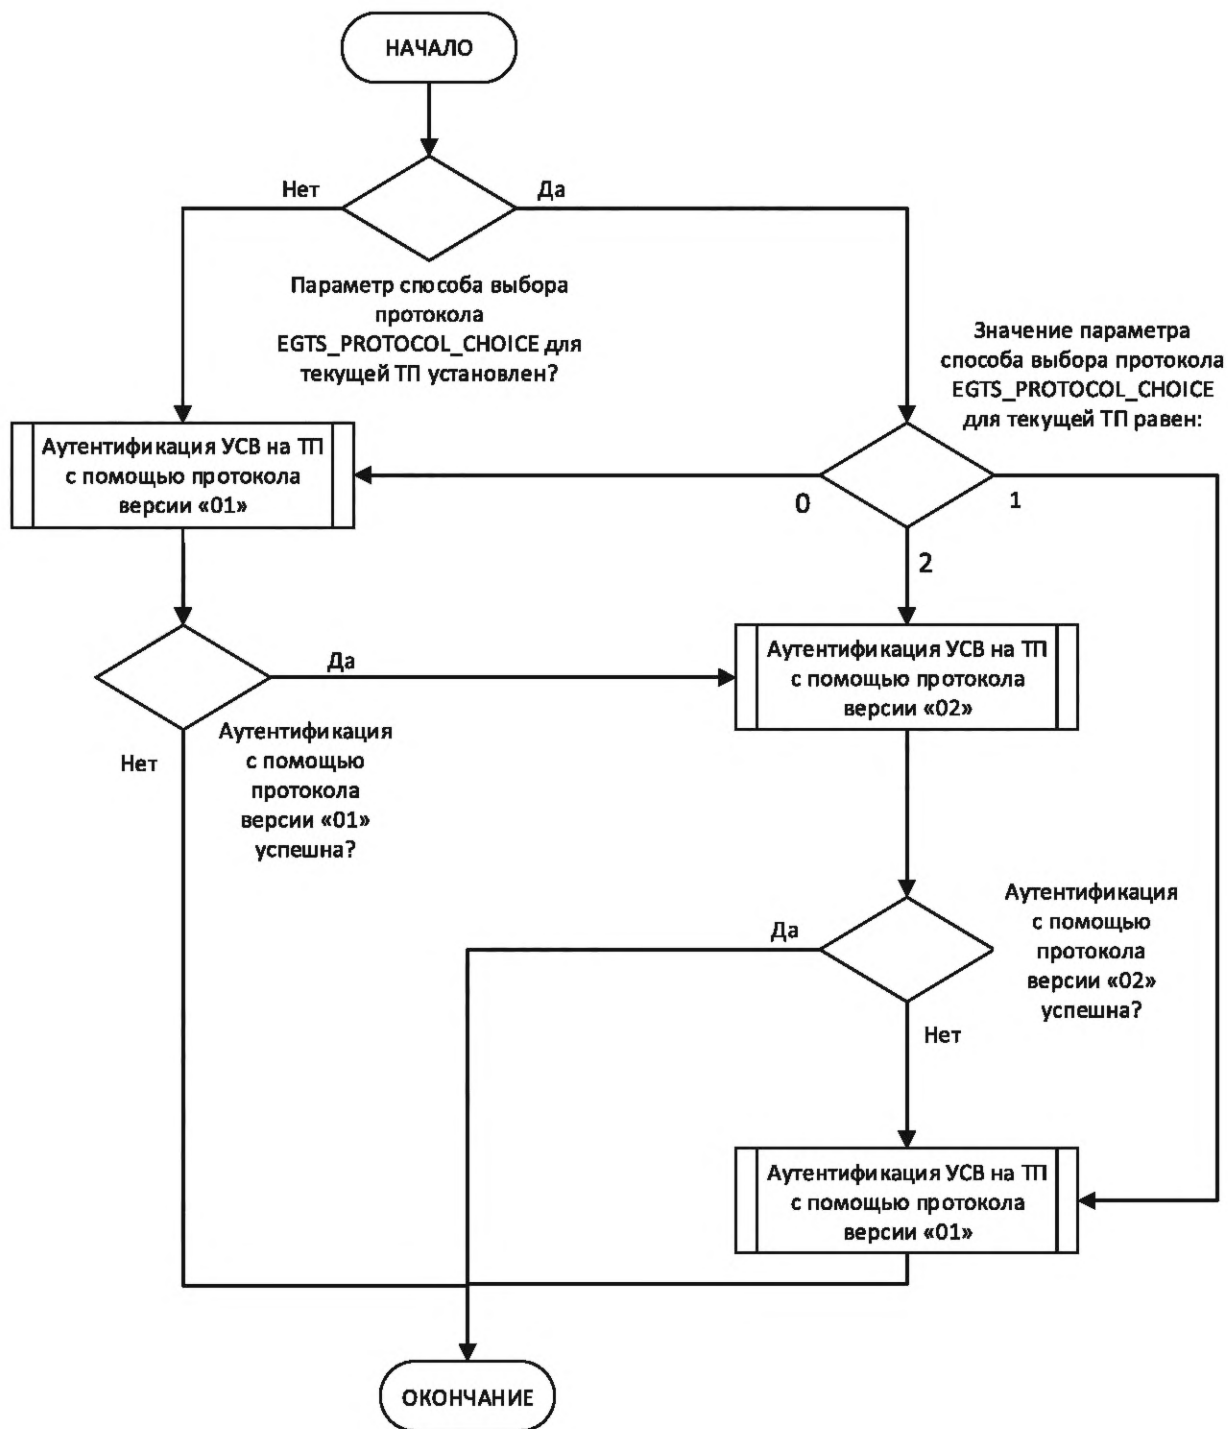 НАЧАЛО
Нет
Да
Параметр способа выбора
протокола
EGTS_PROTOCOL_CHOICE для
текущей ТП установлен?
Значение параметра
способа выбора протокола
EGTS_PROTOCOL_CHOICE
для текущей ТП равен:
Аутентификация УСВ на ТП
с помощью протокола
версии «01»
0
1
2
Да
Аутентификация УСВ на ТП
с помощью протокола
версии «02»
Нет
Аутентификация
с помощью
протокола
версии «01»
успешна?
Да
Аутентификация
с помощью
протокола
версии «02»
успешна?
Нет
Аутентификация УСВ на ТП
с помощью протокола
версии «01»
ОКОНЧАНИЕ